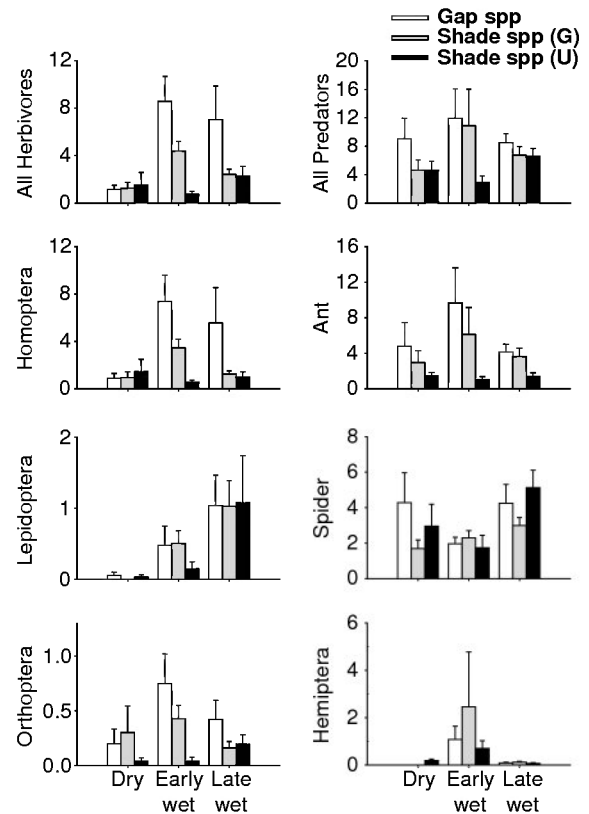 Gap spp
Shade spp (G)
Shade spp (U)
All Herbivores
12
8
4
0
All Predators
20
16
12
8
4
0
Homoptera
12
8
4
0
Ant
16
12
8
4
0
Lepidoptera
2
1
0
Spider
8
6
4
2
0
Orthoptera
1.0
0.5
0.0
Dry Early wet Late wet
Hemiptera
6
4
2
0
Dry Early wet Late wet